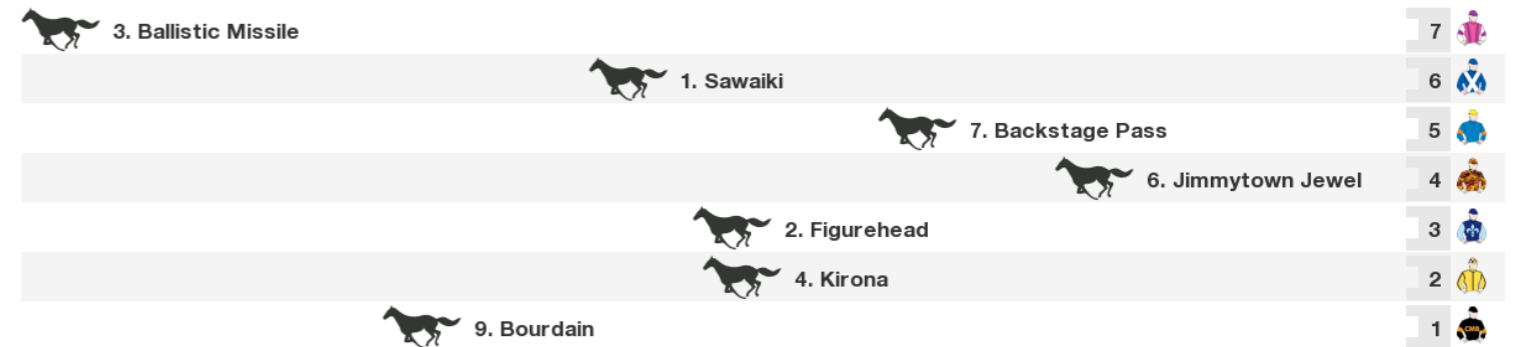 3. Ballistic Missile 7
1. Sawaiki 6
7. Backstage Pass 5
6. Jimmytown Jewel 4
2. Figurehead 3
4. Kirona 2
9. Bourdain 1 CMB